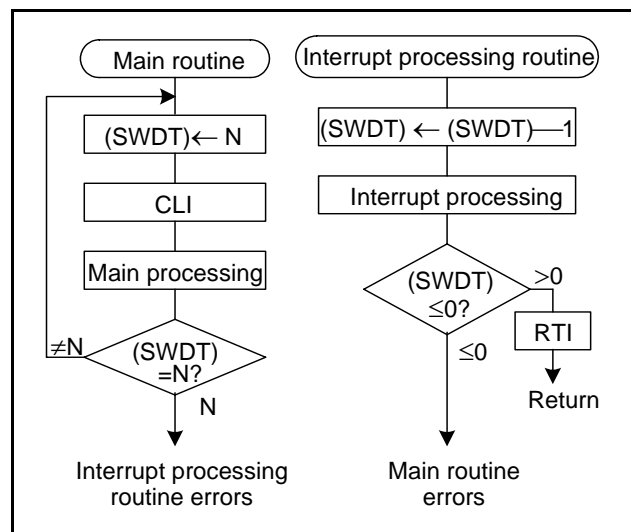 Main routine
(SWDT)← N
CLI
Main processing
≠N
(SWDT)
=N?
N
Interrupt processing
routine errors
Interrupt processing routine
(SWDT) ← (SWDT)—1
Interrupt processing
(SWDT)
≤0?
>0
RTI
Return
≤0
Main routine
errors